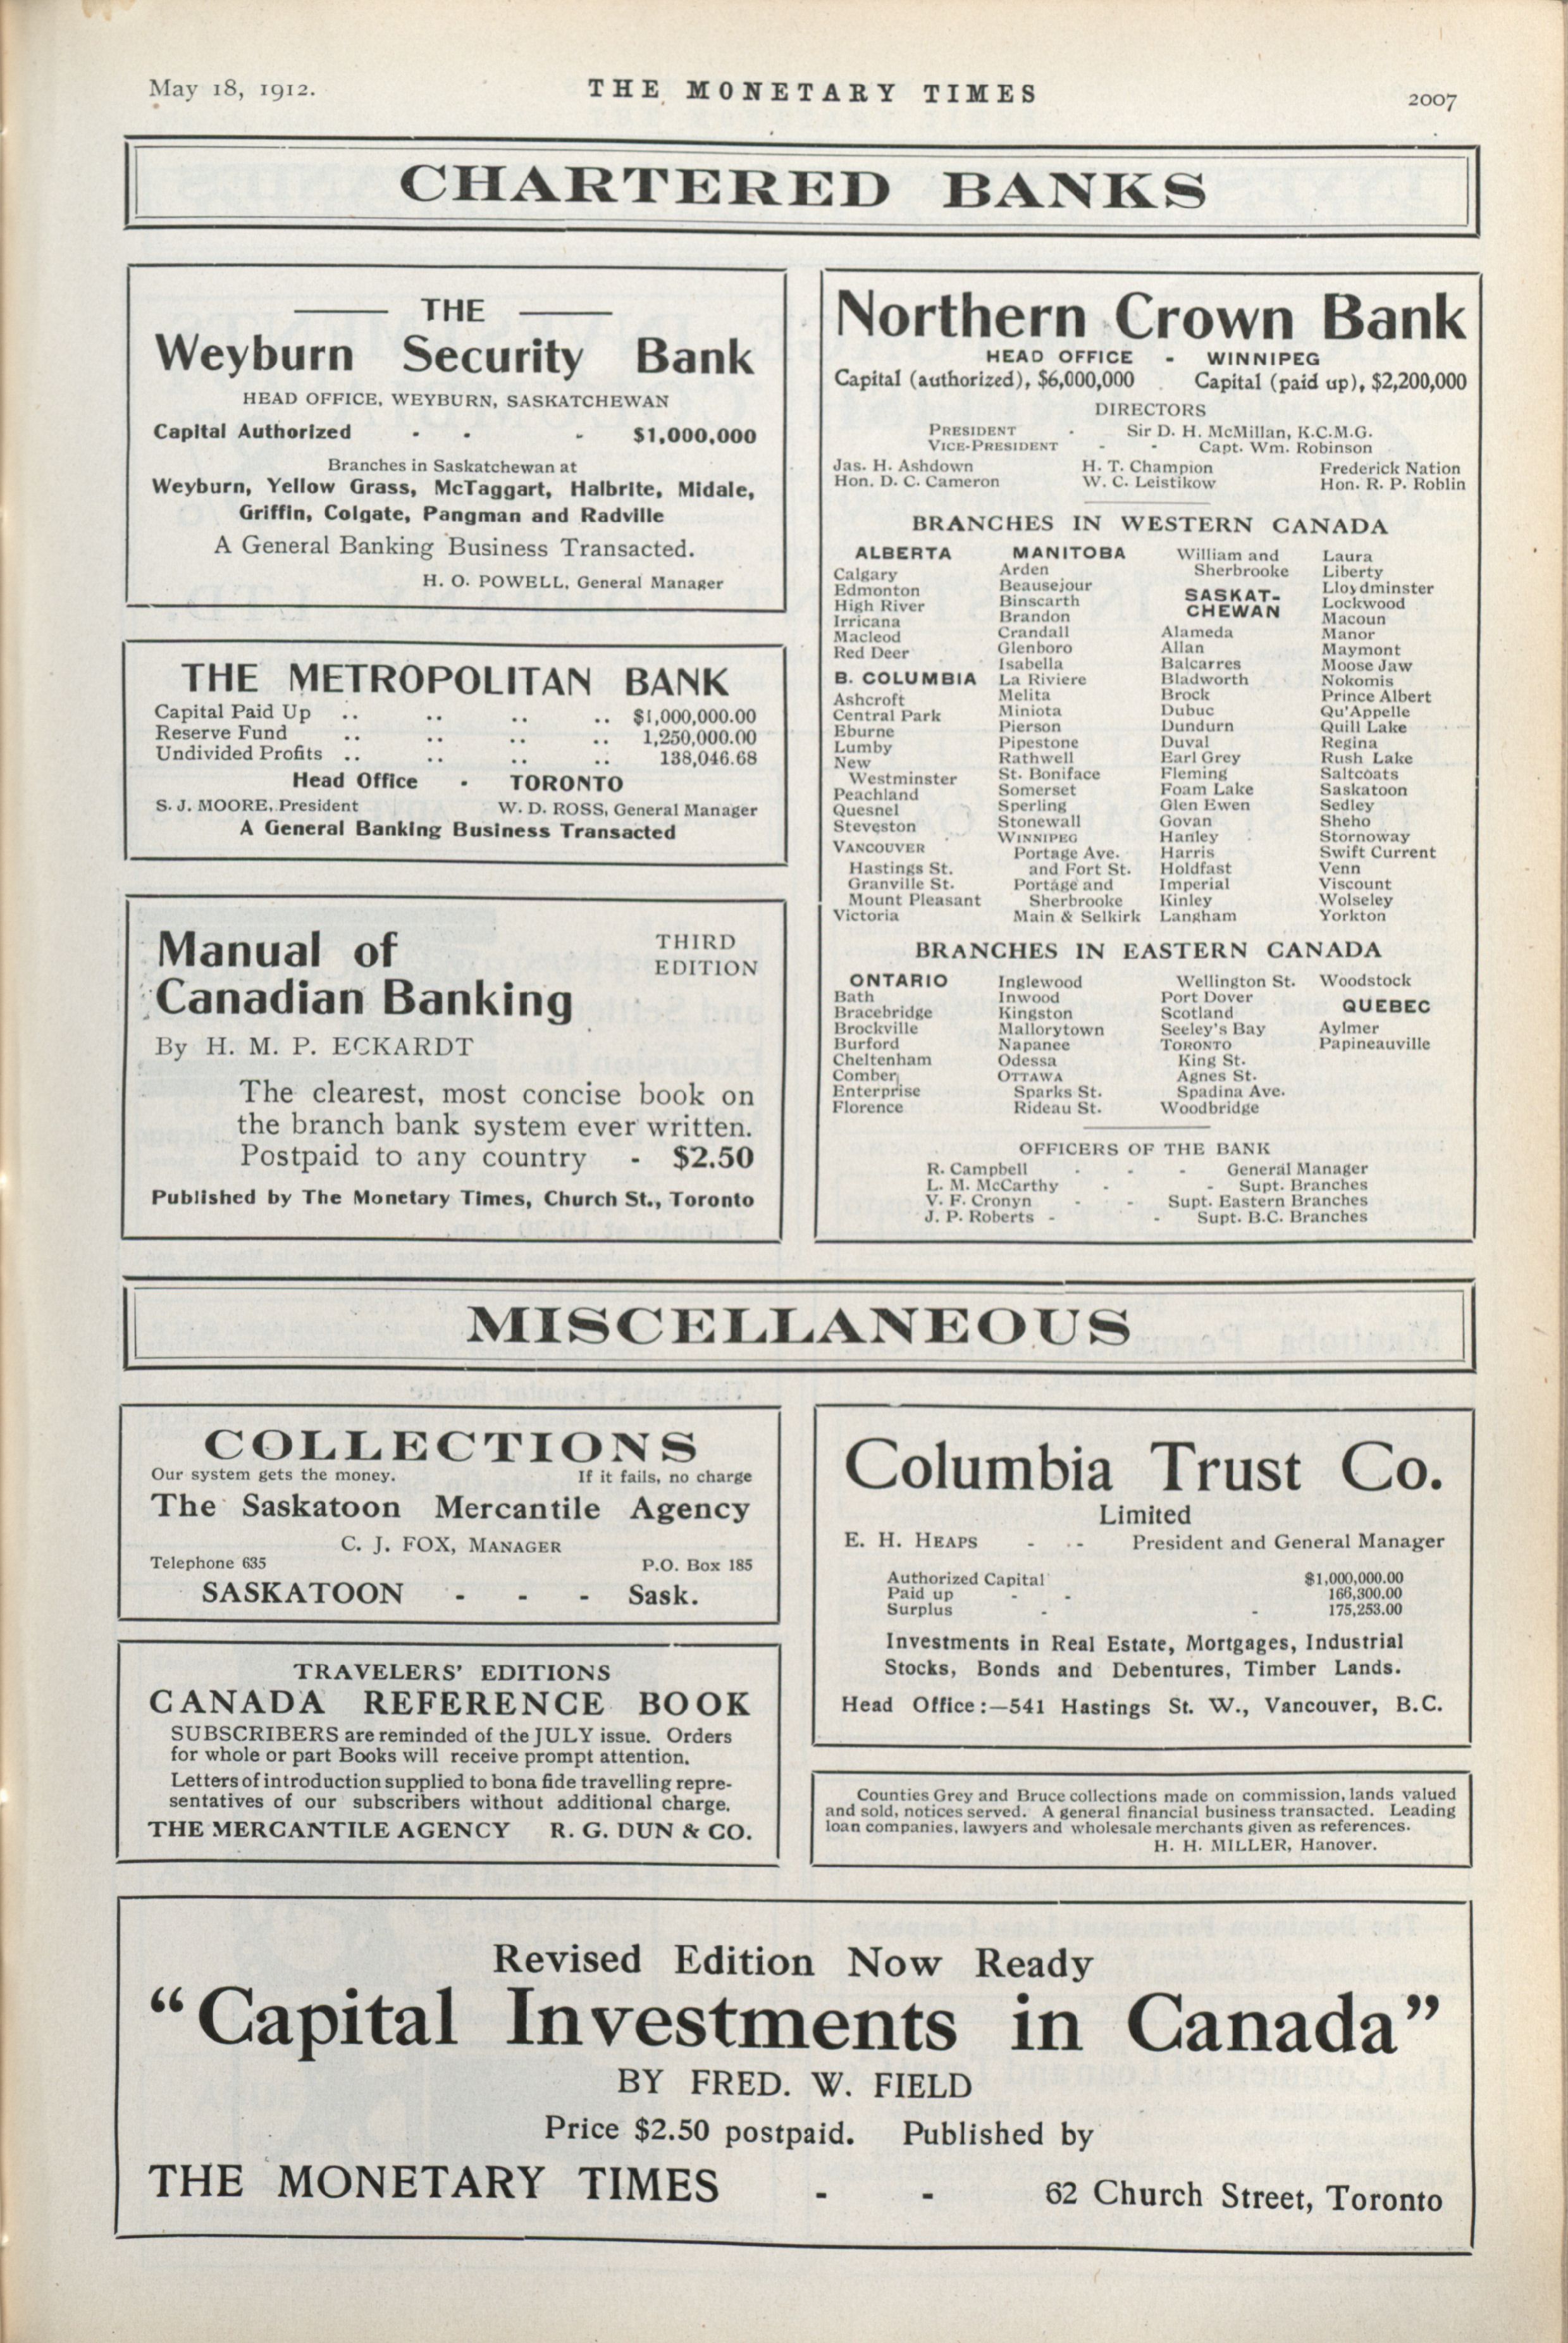 May 18, 1912.
THE MONETARY TIMES
2007
CHARTERED BANKS
THE
Weyburn Security Bank
HEAD OFFICE, WEYBURN, SASKATCHEWAN
Capital Authorized - - - $1,000,000
Branches in Saskatchewan at
Weyburn, Yellow Grass, McTaggart, Halbrite, Midale,
Griffin, Colgate, Pangman and Radville
A General Banking Business Transacted.
H. O. POWELL, General Manager
THE METROPOLITAN BANK
Capital Paid Up .. .. .. .. $1,000,000.00
Reserve Fund .. .. .. .. 1,250,000.00
Undivided Profits .. .. .. .. 138,046.68
Head Office - TORONTO
S. J. MOORE, President W. D. ROSS, General Manager
A General Banking Business Transacted
Manual of
Canadian Banking
THIRD
EDITION
By H. M. P. ECKARDT
The clearest, most concise book on
the branch bank system ever written.
Postpaid to any country - $2.50
Published by The Monetary Times, Church St., Toronto
Northern Crown Bank
HEAD OFFICE - WINNIPEG
Capital (authorized), $6,000,000 Capital (paid up), $2,200,000
DIRECTORS
PRESIDENT - Sir D. H. McMillan, K.C.M.G.
VICE-PRESIDENT - - Capt. Wm. Robinson
Jas. H. Ashdown H. T. Champion Frederick Nation
Hon. D. C. Cameron W. C. Leistikow Hon. R. P. Roblin
BRANCHES IN WESTERN CANADA
ALBERTA
Calgary
Edmonton
High River
Irricana
Macleod
Red Deer
B. COLUMBIA
Ashcroft
Central Park
Eburne
Lumby
New
Westminster
Peachland
Quesnel
Steveston
VANCOUVER
Hastings St.
Granville St.
Mount Pleasant
Victoria
MANITOBA
Arden
Beausejour
Binscarth
Brandon
Crandall
Glenboro
Isabella
La Riviere
Melita
Miniota
Pierson
Pipestone
Rathwell
St. Boniface
Somerset
Sperling
Stonewall
WINNIPEG
Portage Ave.
and Fort St.
Portage and
Sherbrooke
Main & Selkirk
William and
Sherbrooke
SASKAT-
CHEWAN
Alameda
Allan
Balcarres
Bladworth
Brock
Dubuc
Dundurn
Duval
Earl Grey
Fleming
Foam Lake
Glen Ewen
Govan
Hanley
Harris
Holdfast
Imperial
Kinley
Langham
Laura
Liberty
Lloydminster
Lockwood
Macoun
Manor
Maymont
Moose Jaw
Nokomis
Prince Albert
Qu'Appelle
Quill Lake
Regina
Rush Lake
Saltcoats
Saskatoon
Sedley
Sheho
Stornoway
Swift Current
Venn
Viscount
Wolseley
Yorkton
BRANCHES IN EASTERN CANADA
ONTARIO
Bath
Bracebridge
Brockville
Burford
Cheltenham
Comber
Enterprise
Florence
Inglewood
Inwood
Kingston
Mallorytown
Napanee
Odessa
OTTAWA
Sparks St.
Rideau St.
Wellington St.
Port Dover
Scotland
Seeley's Bay
TORONTO
King St.
Agnes St.
Spadina Ave.
Woodbridge
Woodstock
QUEBEC
Aylmer
Papineauville
OFFICERS OF THE BANK
R. Campbell - - - General Manager
L. M. McCarthy - - Supt. Branches
V. F. Cronyn - - Supt. Eastern Branches
J. P. Roberts - - Supt. B.C. Branches
MISCELLANEOUS
COLLECTIONS
Our system gets the money. If it fails, no charge
The Saskatoon Mercantile Agency
C. J. FOX, MANAGER
Telephone 635 P.O. Box 185
SASKATOON - - - Sask.
TRAVELERS' EDITIONS
CANADA REFERENCE BOOK
SUBSCRIBERS are reminded of the JULY issue. Orders
for whole or part Books will receive prompt attention.
Letters of introduction supplied to bona fide travelling repre-
sentatives of our subscribers without additional charge.
THE MERCANTILE AGENCY R. G. DUN & CO.
Columbia Trust Co.
Limited
E. H. HEAPS - - - President and General Manager
Authorized Capital $1,000,000.00
Paid up - - 166,300.00
Surplus - - 175,253.00
Investments in Real Estate, Mortgages, Industrial
Stocks, Bonds and Debentures, Timber Lands.
Head Office:—541 Hastings St. W., Vancouver, B.C.
Counties Grey and Bruce collections made on commission, lands valued
and sold, notices served. A general financial business transacted. Leading
loan companies, lawyers and wholesale merchants given as references.
H. H. MILLER, Hanover.
Revised Edition Now Ready
“Capital Investments in Canada”
BY FRED. W. FIELD
Price $2.50 postpaid. Published by
THE MONETARY TIMES - - 62 Church Street, Toronto